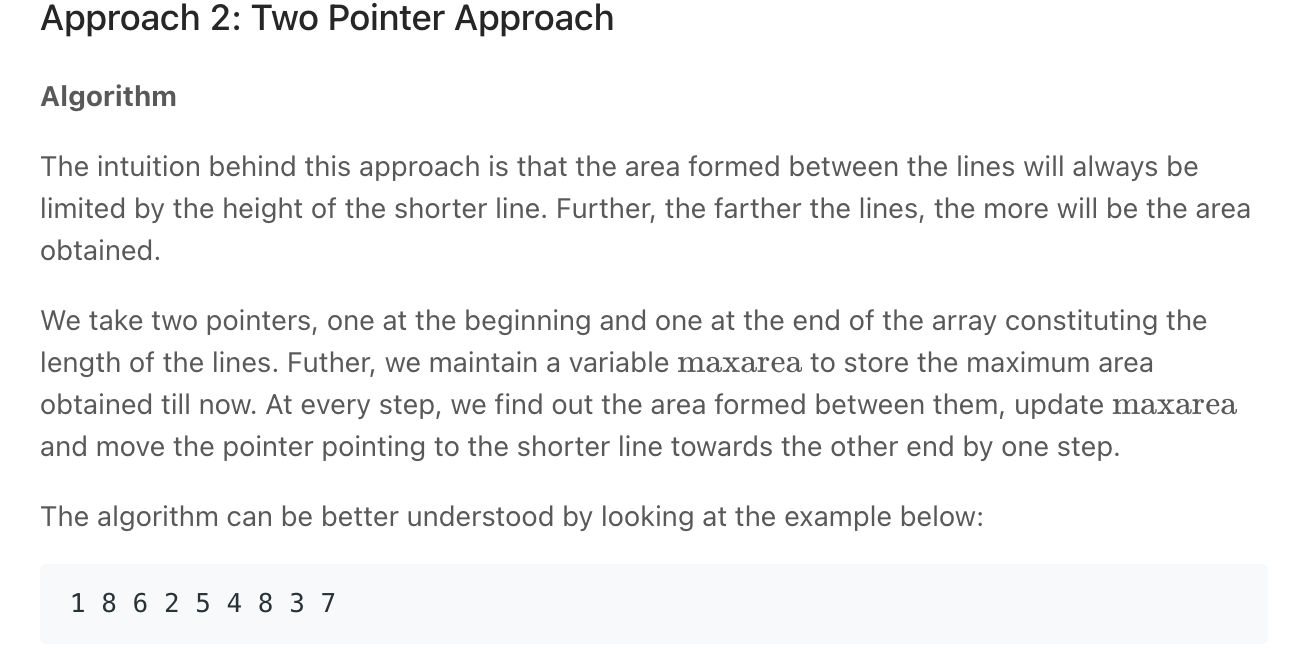 Approach 2: Two Pointer Approach
Algorithm
The intuition behind this approach is that the area formed between the lines will always be
limited by the height of the shorter line. Further, the farther the lines, the more will be the area
obtained.
We take two pointers, one at the beginning and one at the end of the array constituting the
length of the lines. Futher, we maintain a variable maxarea to store the maximum area
obtained till now. At every step, we find out the area formed between them, update maxarea
and move the pointer pointing to the shorter line towards the other end by one step.
The algorithm can be better understood by looking at the example below:
1 8 6 2 5 4 8 3 7